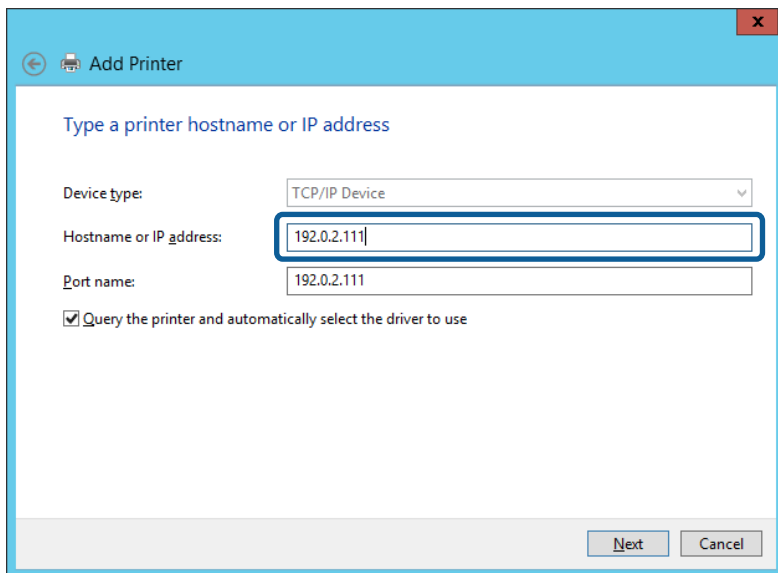 x
Add Printer
Type a printer hostname or IP address
Device type: TCP/IP Device
Hostname or IP address: 192.0.2.111
Port name: 192.0.2.111
Query the printer and automatically select the driver to use
Next Cancel